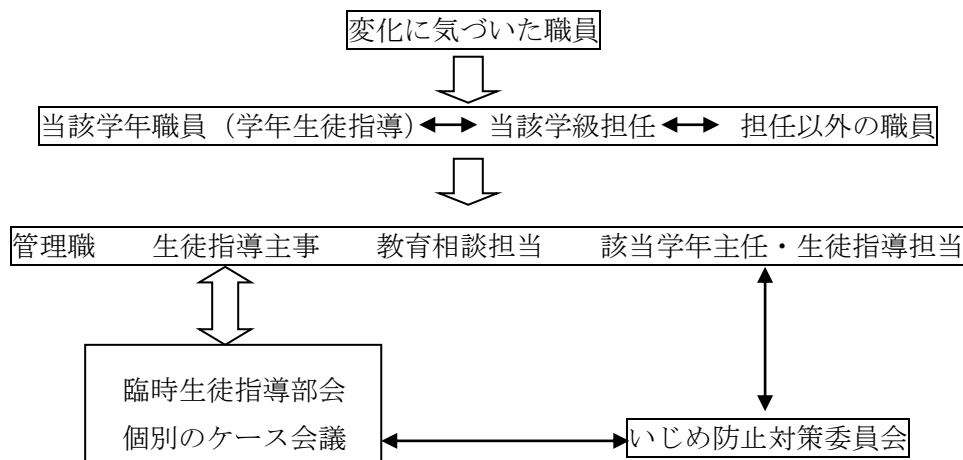 変化に気づいた職員
当該学年職員（学年生徒指導） 当該学級担任 担任以外の職員
管理職 生徒指導主事 教育相談担当 該当学年主任・生徒指導担当
臨時生徒指導部会
個別のケース会議
いじめ防止対策委員会